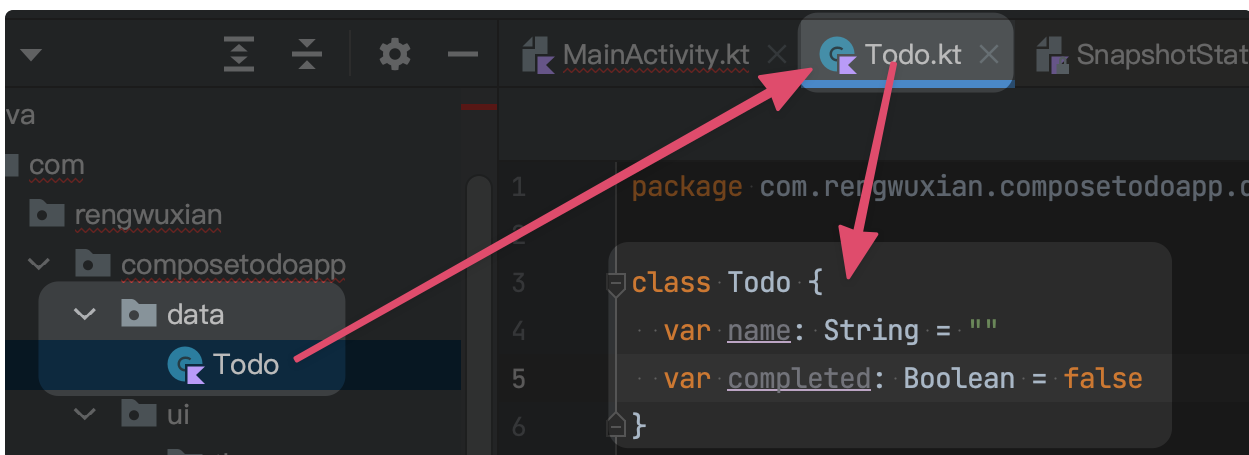 MainActivity.kt
Todo.kt
SnapshotStat
va
com
rengwuxian
composetodoapp
data
Todo
ui
1 package com.rengwuxian.composetodoapp.
2
3 class Todo {
4 var name: String = ""
5 var completed: Boolean = false
6 }